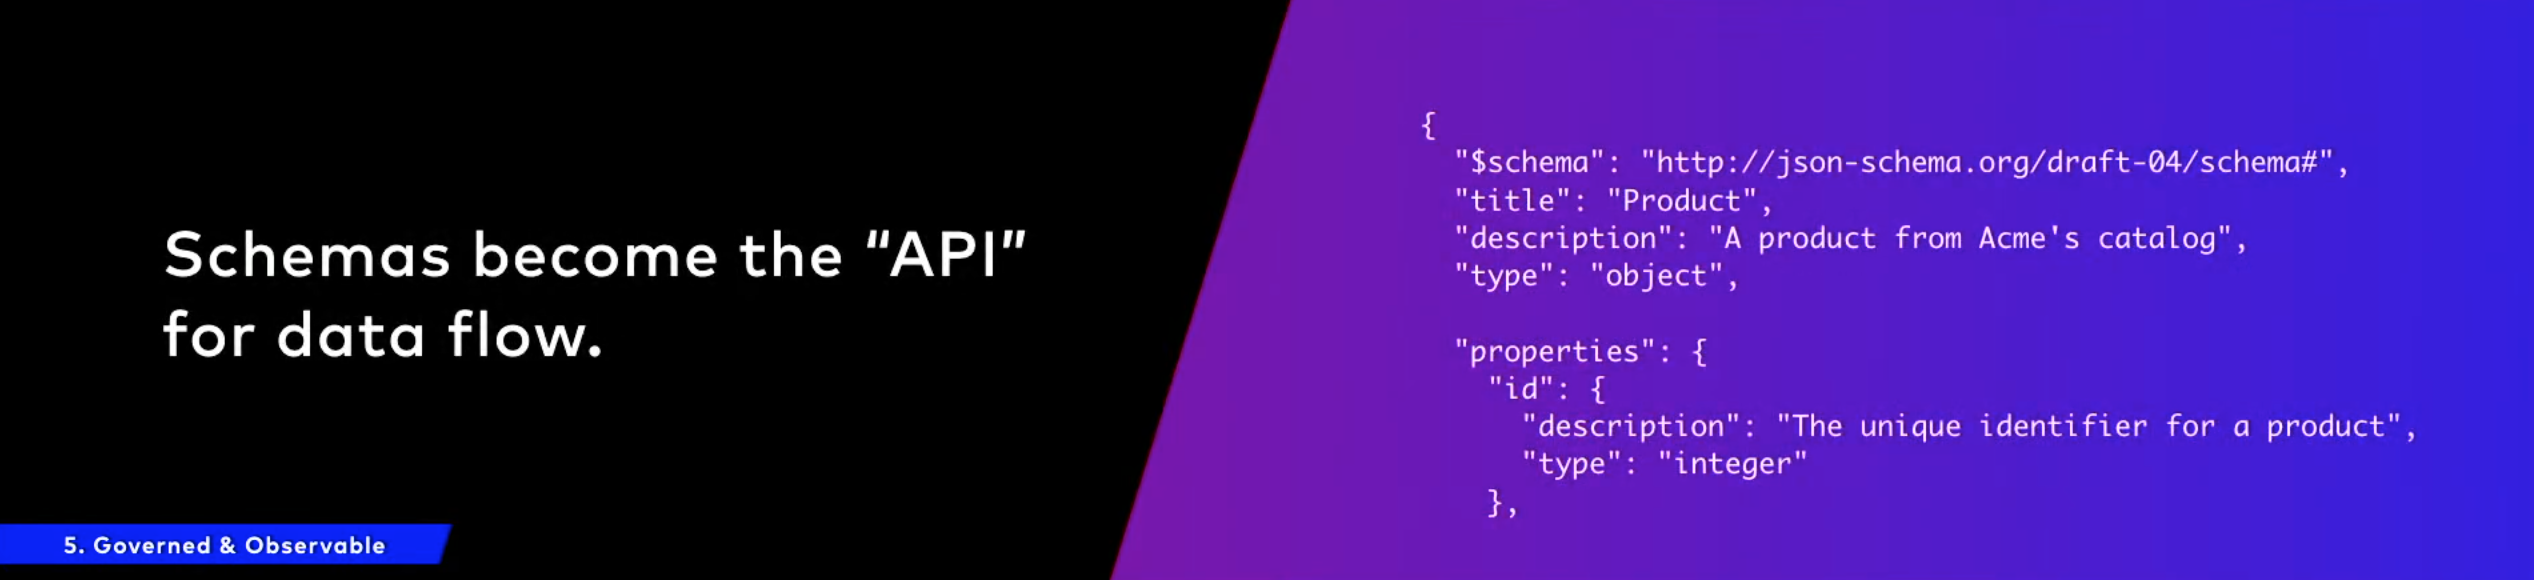 Schemas become the “API”
for data flow.
5. Governed & Observable
{
  "$schema": "http://json-schema.org/draft-04/schema#",
  "title": "Product",
  "description": "A product from Acme's catalog",
  "type": "object",

  "properties": {
    "id": {
      "description": "The unique identifier for a product",
      "type": "integer"
    },